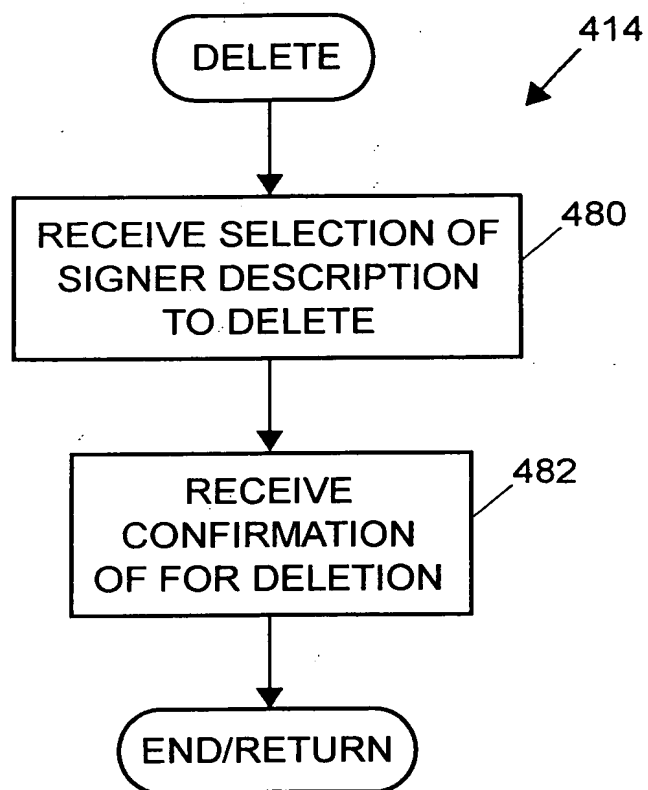 DELETE
414
RECEIVE SELECTION OF
SIGNER DESCRIPTION
TO DELETE
480
RECEIVE
CONFIRMATION
OF FOR DELETION
482
END/RETURN